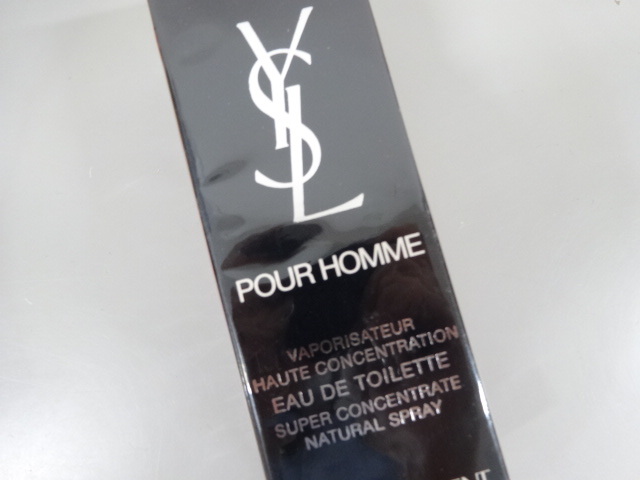 YSL
POUR HOMME
VAPORISATEUR
HAUTE CONCENTRATION
EAU DE TOILETTE
SUPER CONCENTRATE
NATURAL SPRAY